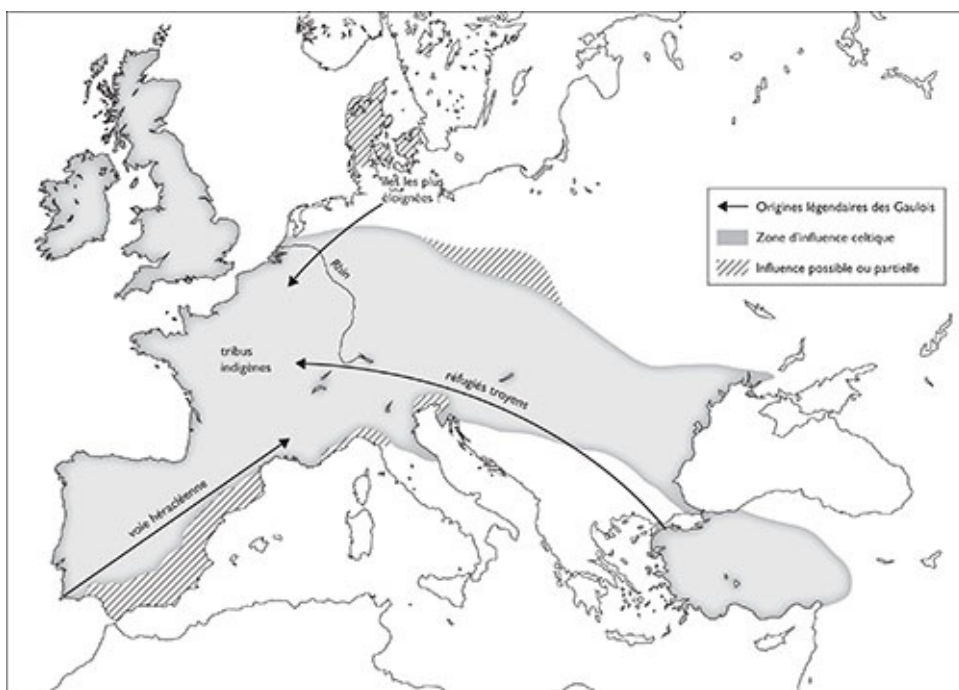 îles les plus
éloignées ?
Origines légendaires des Gaulois
Zone d'influence celtique
Influence possible ou partielle
Rhin
tribus
indigènes
réfugiés troyens
voie héracléenne